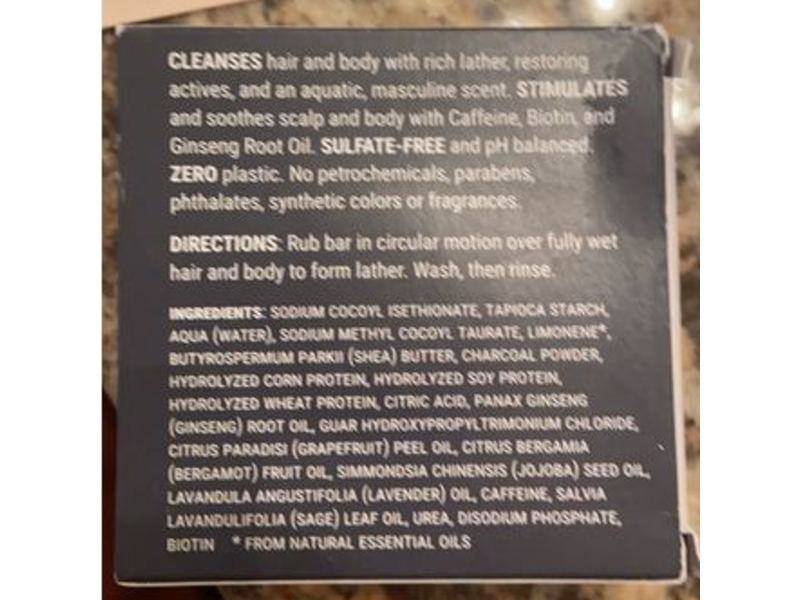 CLEANSES hair and body with rich lather, restoring
actives, and an aquatic, masculine scent. STIMULATES
and soothes scalp and body with Caffeine, Biotin, and
Ginseng Root Oil. SULFATE-FREE and pH balanced.
ZERO plastic. No petrochemicals, parabens,
phthalates, synthetic colors or fragrances.
DIRECTIONS: Rub bar in circular motion over fully wet
hair and body to form lather. Wash, then rinse.
INGREDIENTS: SODIUM COCOYL ISETHIONATE, TAPIOCA STARCH,
AQUA (WATER), SODIUM METHYL COCOYL TAURATE, LIMONENE*,
BUTYROSPERMUM PARKII (SHEA) BUTTER, CHARCOAL POWDER,
HYDROLYZED CORN PROTEIN, HYDROLYZED SOY PROTEIN,
HYDROLYZED WHEAT PROTEIN, CITRIC ACID, PANAX GINSENG
(GINSENG) ROOT OIL, GUAR HYDROXYPROPYLTRIMONIUM CHLORIDE,
CITRUS PARADISI (GRAPEFRUIT) PEEL OIL, CITRUS BERGAMIA
(BERGAMOT) FRUIT OIL, SIMMONDSIA CHINENSIS (JOJOBA) SEED OIL,
LAVANDULA ANGUSTIFOLIA (LAVENDER) OIL, CAFFEINE, SALVIA
LAVANDULIFOLIA (SAGE) LEAF OIL, UREA, DISODIUM PHOSPHATE,
BIOTIN * FROM NATURAL ESSENTIAL OILS